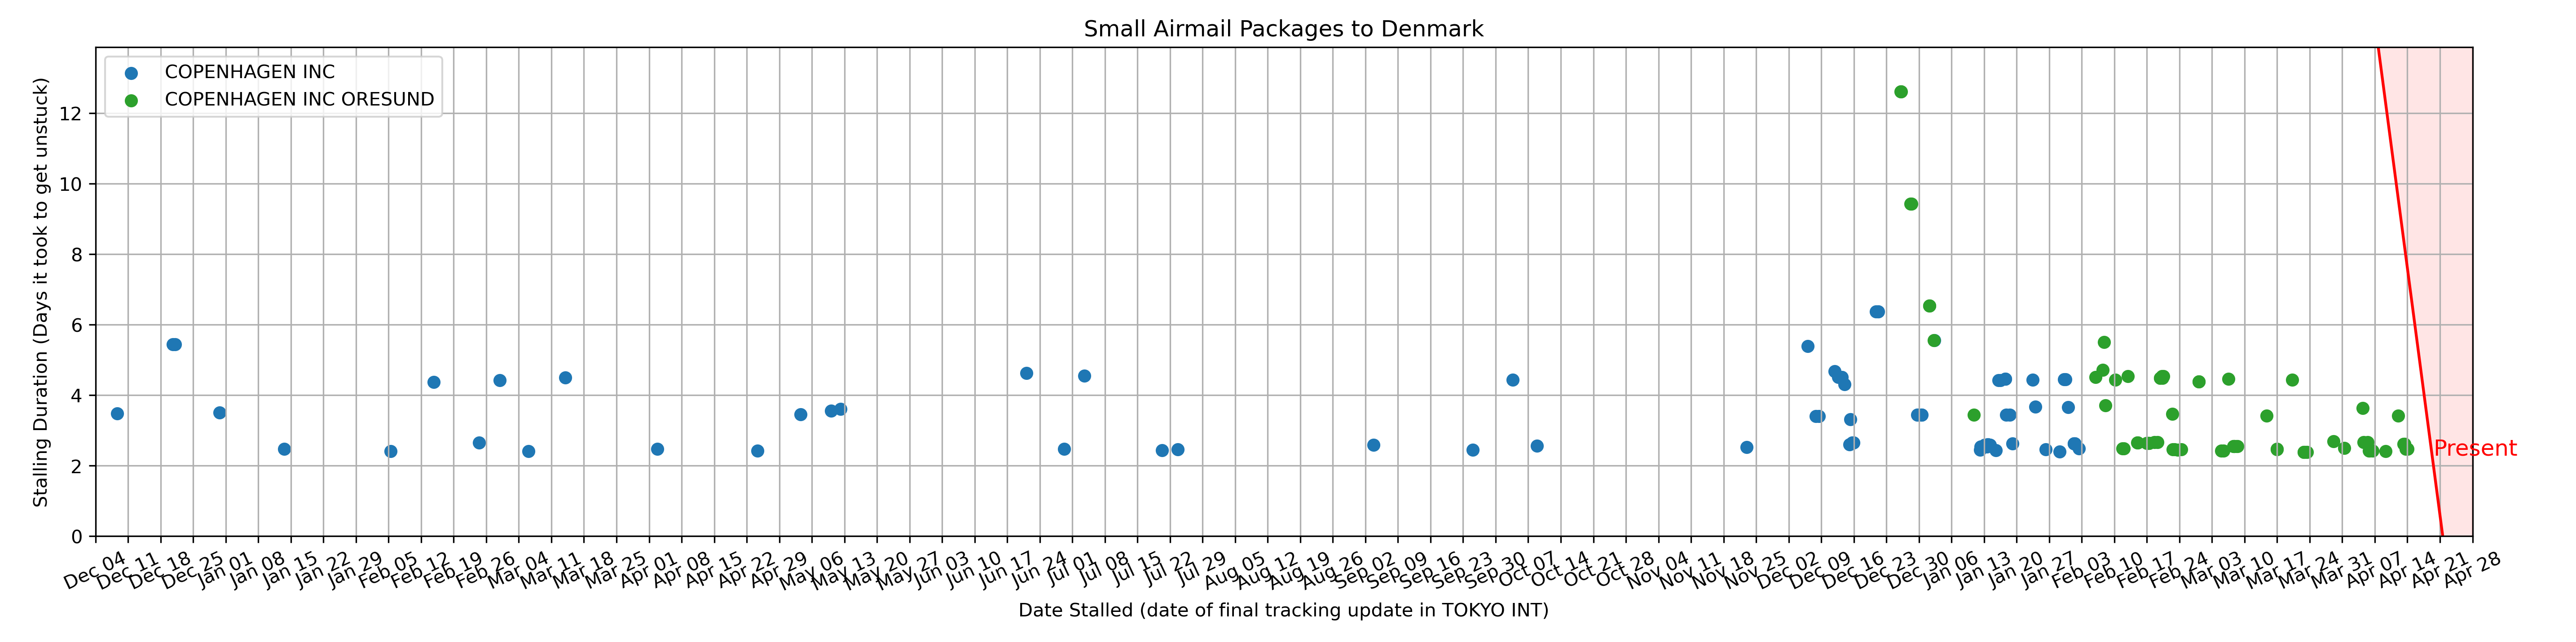 Small Airmail Packages to Denmark
COPENHAGEN INC
COPENHAGEN INC ORESUND
Stalling Duration (Days it took to get unstuck)
12
10
8
6
4
2
0
Present
Dec 04 Dec 11 Dec 18 Dec 25 Jan 01 Jan 08 Jan 15 Jan 22 Jan 29 Feb 05 Feb 12 Feb 19 Feb 26 Mar 04 Mar 11 Mar 18 Mar 25 Apr 01 Apr 08 Apr 15 Apr 22 Apr 29 May 06 May 13 May 20 May 27 Jun 03 Jun 10 Jun 17 Jun 24 Jul 01 Jul 08 Jul 15 Jul 22 Jul 29 Aug 05 Aug 12 Aug 19 Aug 26 Sep 02 Sep 09 Sep 16 Sep 23 Sep 30 Oct 07 Oct 14 Oct 21 Oct 28 Nov 04 Nov 11 Nov 18 Nov 25 Dec 02 Dec 09 Dec 16 Dec 23 Dec 30 Jan 06 Jan 13 Jan 20 Jan 27 Feb 03 Feb 10 Feb 17 Feb 24 Mar 03 Mar 10 Mar 17 Mar 24 Mar 31 Apr 07 Apr 14 Apr 21 Apr 28
Date Stalled (date of final tracking update in TOKYO INT)